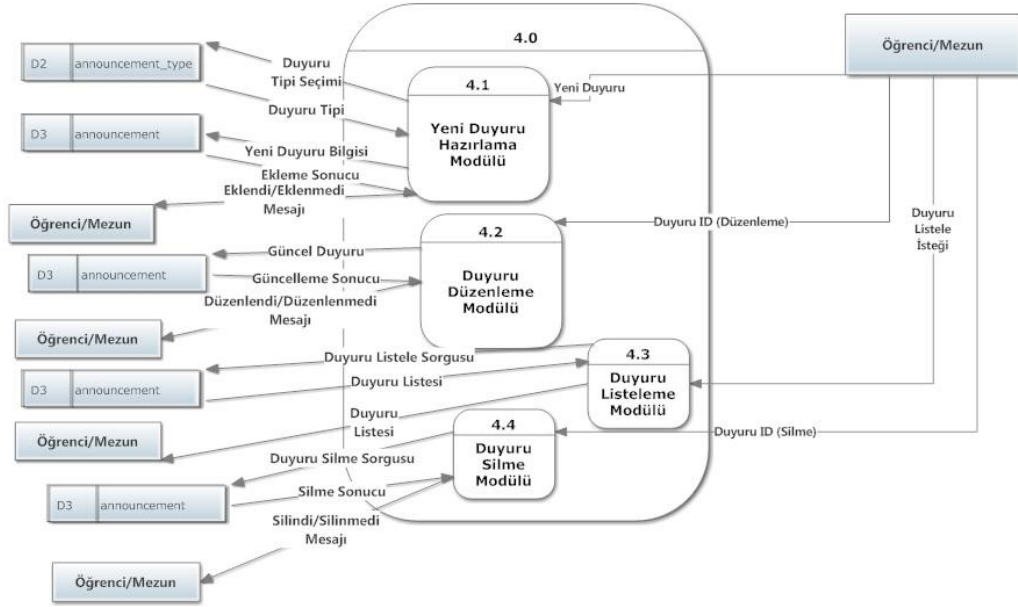 4.0
Öğrenci/Mezun
D2 announcement_type
Duyuru
Tipi Seçimi
4.1
Yeni Duyuru
Duyuru Tipi
Yeni Duyuru
Hazırlama
Modülü
D3 announcement
Yeni Duyuru Bilgisi
Ekleme Sonucu
Eklendi/Eklenmedi
Mesajı
Öğrenci/Mezun
Duyuru ID (Düzenleme)
Duyuru
Listele
İsteği
4.2
Duyuru
Düzenleme
Modülü
Güncel Duyuru
D3 announcement
Güncelleme Sonucu
Düzenlendi/Düzenlenmedi
Mesajı
Öğrenci/Mezun
Duyuru Listele Sorgusu
4.3
Duyuru
Listeleme
Modülü
D3 announcement
Duyuru Listesi
Duyuru
Listesi
Öğrenci/Mezun
4.4
Duyuru
Silme
Modülü
Duyuru ID (Silme)
Duyuru Silme Sorgusu
D3 announcement
Silme Sonucu
Silindi/Silinmedi
Mesajı
Öğrenci/Mezun